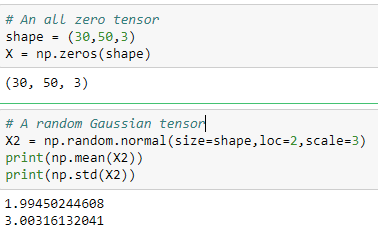 # An all zero tensor
shape = (30,50,3)
X = np.zeros(shape)
(30, 50, 3)
# A random Gaussian tensor
X2 = np.random.normal(size=shape,loc=2,scale=3)
print(np.mean(X2))
print(np.std(X2))
1.99450244608
3.00316132041